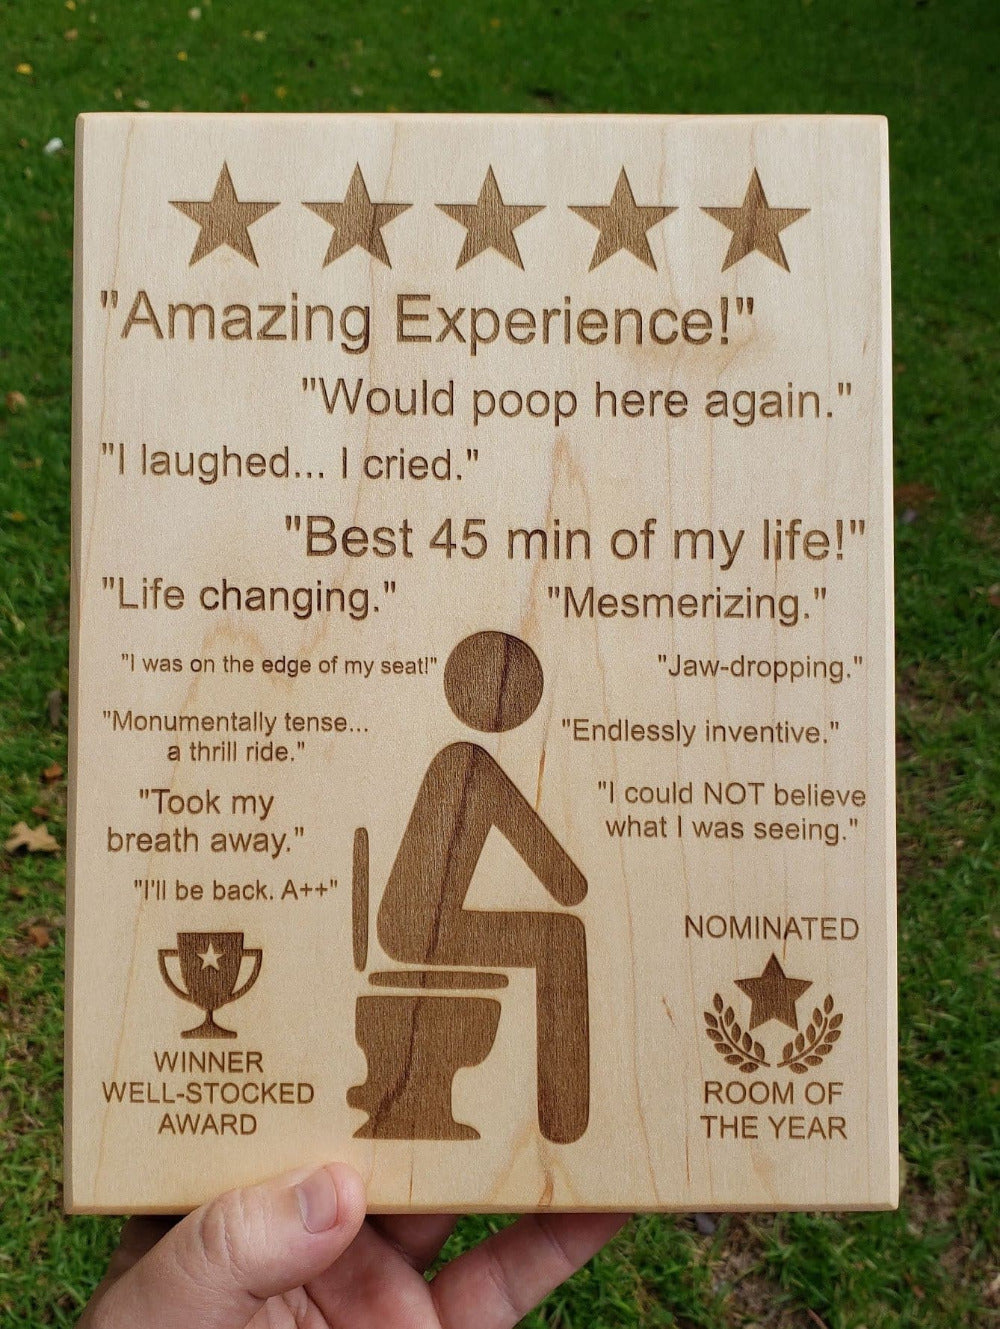 "Amazing Experience!"
"Would poop here again."
"I laughed... I cried."
"Best 45 min of my life!"
"Life changing."
"Mesmerizing."
"I was on the edge of my seat!"
"Jaw-dropping."
"Monumentally tense...
a thrill ride."
"Endlessly inventive."
"Took my
breath away."
"I could NOT believe
what I was seeing."
"I'll be back. A++"
WINNER
WELL-STOCKED
AWARD
NOMINATED
ROOM OF
THE YEAR